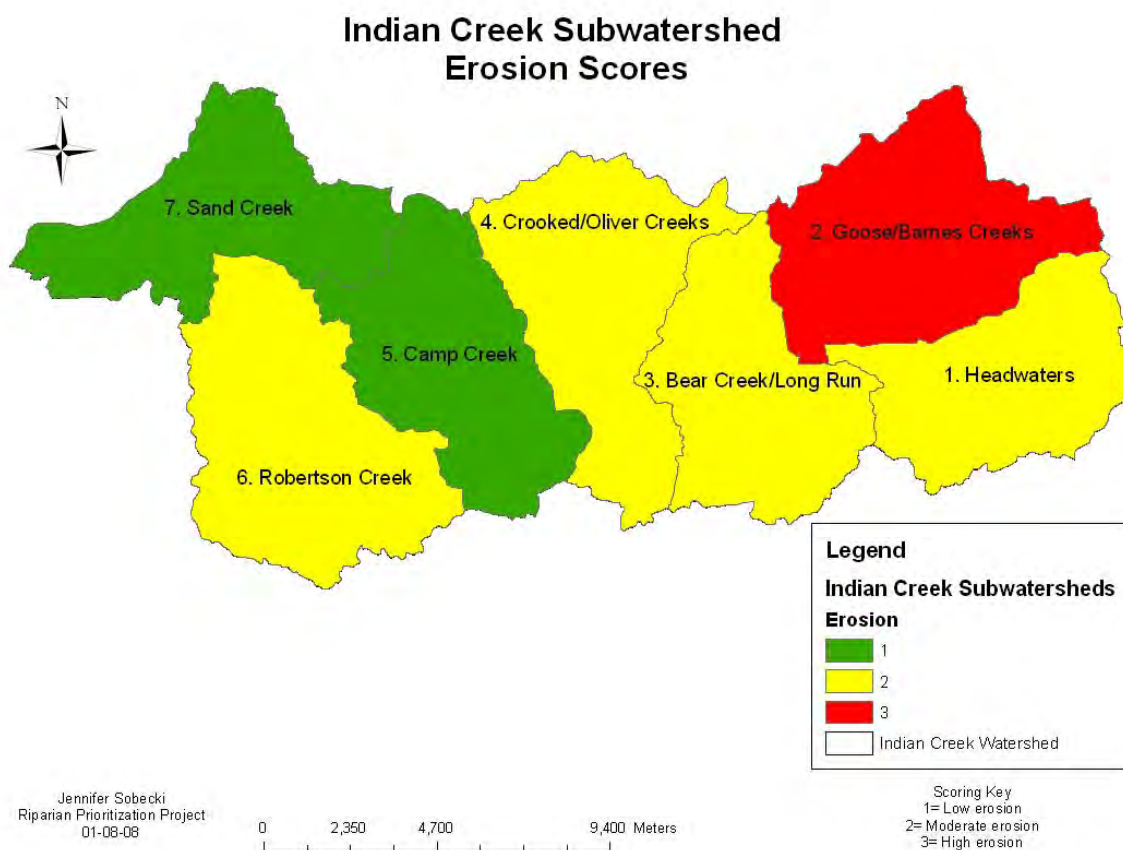 Indian Creek Subwatershed
Erosion Scores
N
7. Sand Creek
4. Crooked/Oliver Creeks
2. Goose/Barnes Creeks
5. Camp Creek
3. Bear Creek/Long Run
1. Headwaters
6. Robertson Creek
Legend
Indian Creek Subwatersheds
Erosion
1
2
3
Indian Creek Watershed
Jennifer Sobecki
Riparian Prioritization Project
01-08-08
0 2,350 4,700 9,400 Meters
Scoring Key
1= Low erosion
2= Moderate erosion
3= High erosion